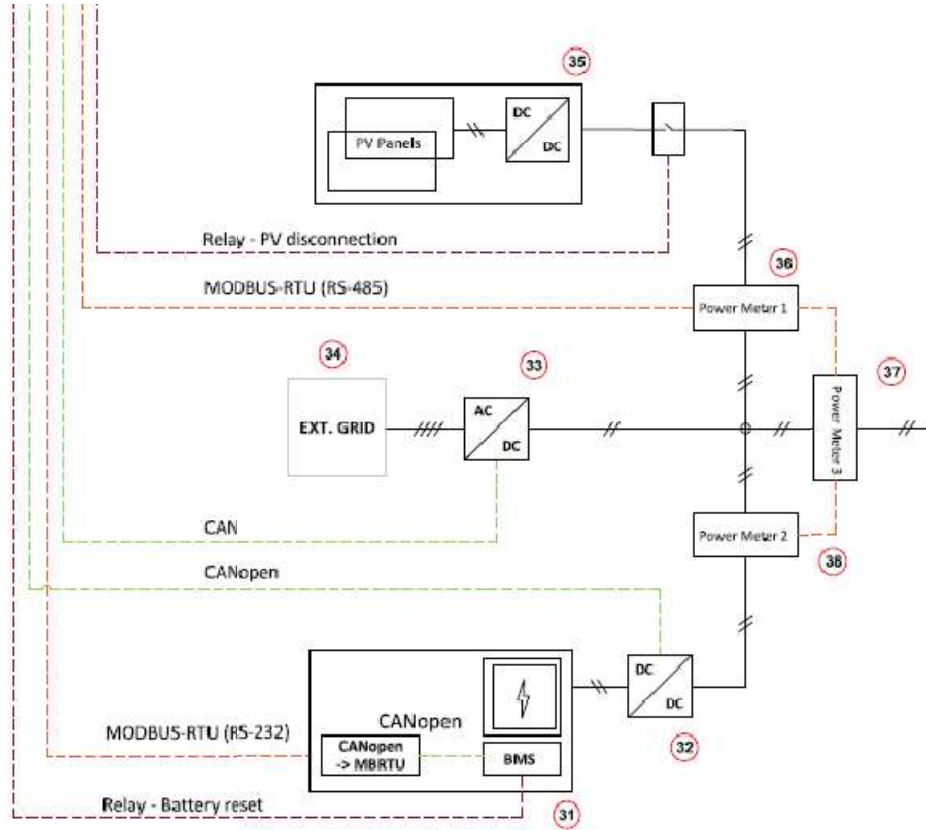 35
DC
DC
PV Panels
Relay - PV disconnection
36
MODBUS-RTU (RS-485)
Power Meter 1
34
33
37
AC
DC
EXT. GRID
Power Meter 3
CAN
Power Meter 2
38
CANopen
DC
DC
32
CANopen
MODBUS-RTU (RS-232)
CANopen
-> MBRTU
BMS
Relay - Battery reset
31